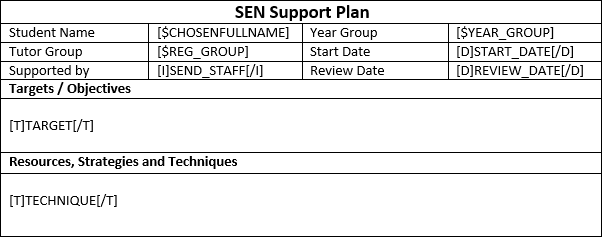 SEN Support Plan
Student Name [$CHOSENFULLNAME] Year Group [$YEAR_GROUP]
Tutor Group [$REG_GROUP] Start Date [D]START_DATE[/D]
Supported by [I]SEND_STAFF[/I] Review Date [D]REVIEW_DATE[/D]
Targets / Objectives
[T]TARGET[/T]
Resources, Strategies and Techniques
[T]TECHNIQUE[/T]